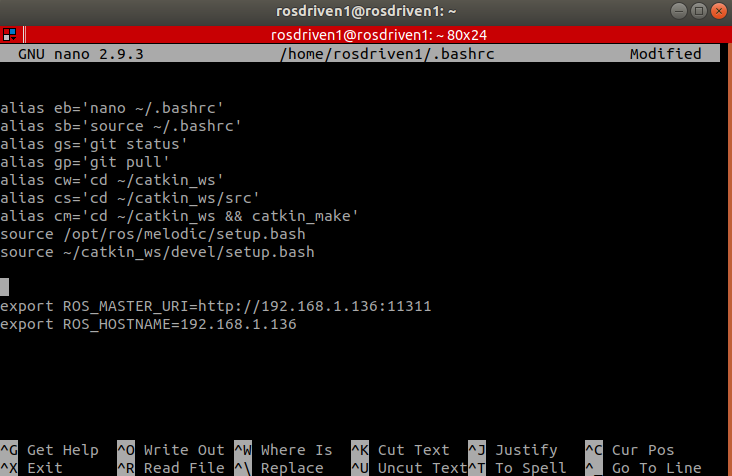 rosdriven1@rosdriven1: ~
rosdriven1@rosdriven1: ~ 80x24
GNU nano 2.9.3 /home/rosdriven1/.bashrc Modified
alias eb='nano ~/.bashrc'
alias sb='source ~/.bashrc'
alias gs='git status'
alias gp='git pull'
alias cw='cd ~/catkin_ws'
alias cs='cd ~/catkin_ws/src'
alias cm='cd ~/catkin_ws && catkin_make'
source /opt/ros/melodic/setup.bash
source ~/catkin_ws/devel/setup.bash
export ROS_MASTER_URI=http://192.168.1.136:11311
export ROS_HOSTNAME=192.168.1.136
^G Get Help ^O Write Out ^W Where Is ^K Cut Text ^J Justify ^C Cur Pos
^X Exit ^R Read File ^\ Replace ^U Uncut Text ^T To Spell ^_ Go To Line